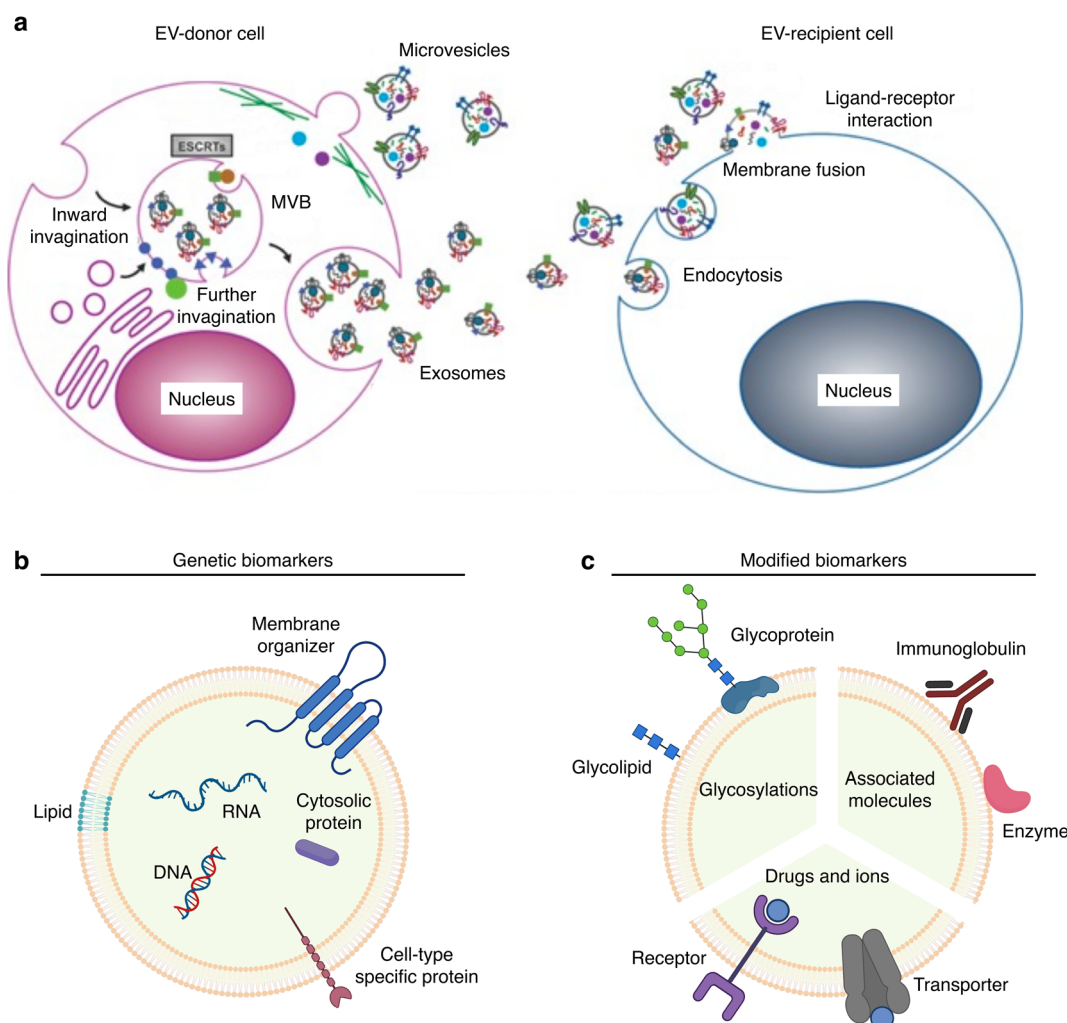 a
EV-donor cell
Microvesicles
EV-recipient cell
Ligand-receptor
interaction
ESCRTs
Membrane fusion
MVB
Inward
invagination
Endocytosis
Further
invagination
Exosomes
Nucleus
Nucleus
b
Genetic biomarkers
Membrane
organizer
Lipid
RNA
Cytosolic
protein
DNA
Cell-type
specific protein
c
Modified biomarkers
Glycoprotein
Immunoglobulin
Glycolipid
Glycosylations
Associated
molecules
Enzyme
Drugs and ions
Receptor
Transporter